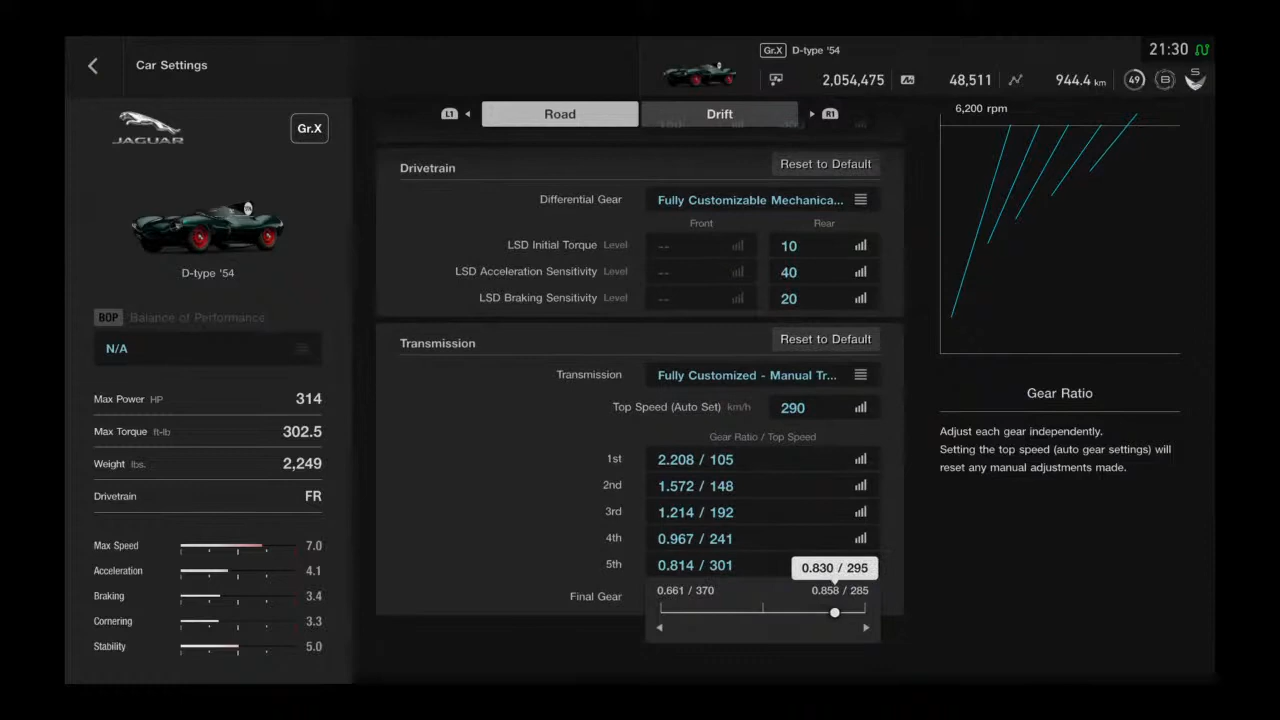 Gr.X D-type '54
21:30
Car Settings
2,054,475 48,511 944.4 km 49 B S
L1 Road Drift R1
JAGUAR
Gr.X
D-type '54
BOP Balance of Performance
N/A
Max Power HP 314
Max Torque ft-lb 302.5
Weight lbs. 2,249
Drivetrain FR
Max Speed 7.0
Acceleration 4.1
Braking 3.4
Cornering 3.3
Stability 5.0
Drivetrain Reset to Default
Differential Gear Fully Customizable Mechanica...
Front Rear
LSD Initial Torque Level -- 10
LSD Acceleration Sensitivity Level -- 40
LSD Braking Sensitivity Level -- 20
Transmission Reset to Default
Transmission Fully Customized - Manual Tr...
Top Speed (Auto Set) km/h 290
Gear Ratio / Top Speed
1st 2.208 / 105
2nd 1.572 / 148
3rd 1.214 / 192
4th 0.967 / 241
5th 0.814 / 301
0.830 / 295
Final Gear 0.661 / 370 0.858 / 285
6,200 rpm
Gear Ratio
Adjust each gear independently.
Setting the top speed (auto gear settings) will
reset any manual adjustments made.